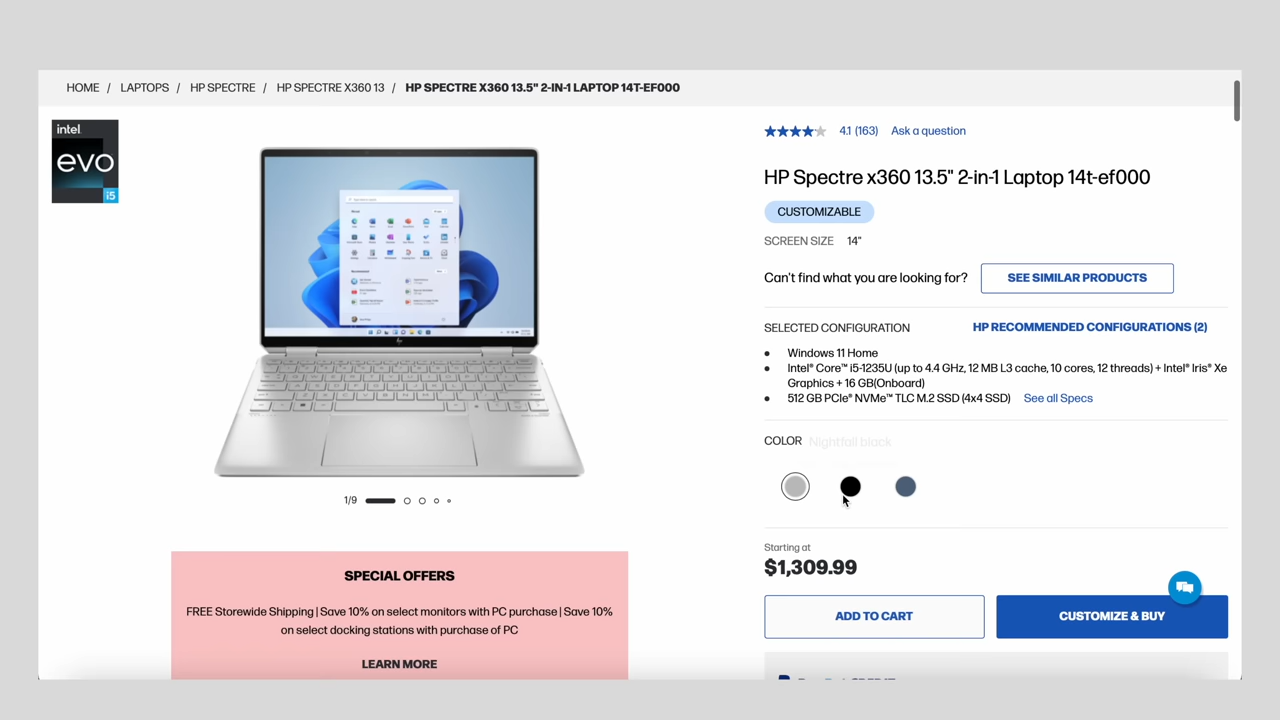 HOME / LAPTOPS / HP SPECTRE / HP SPECTRE X360 13 / HP SPECTRE X360 13.5" 2-IN-1 LAPTOP 14T-EF000
intel
evo
i5
4.1 (163) Ask a question
HP Spectre x360 13.5" 2-in-1 Laptop 14t-ef000
CUSTOMIZABLE
SCREEN SIZE 14"
Can't find what you are looking for? SEE SIMILAR PRODUCTS
SELECTED CONFIGURATION HP RECOMMENDED CONFIGURATIONS (2)
Windows 11 Home
Intel® Core™ i5-1235U (up to 4.4 GHz, 12 MB L3 cache, 10 cores, 12 threads) + Intel® Iris® Xe
Graphics + 16 GB(Onboard)
512 GB PCIe® NVMe™ TLC M.2 SSD (4x4 SSD) See all Specs
COLOR Nightfall black
1/9
Starting at
$1,309.99
ADD TO CART CUSTOMIZE & BUY
SPECIAL OFFERS
FREE Storewide Shipping | Save 10% on select monitors with PC purchase | Save 10%
on select docking stations with purchase of PC
LEARN MORE